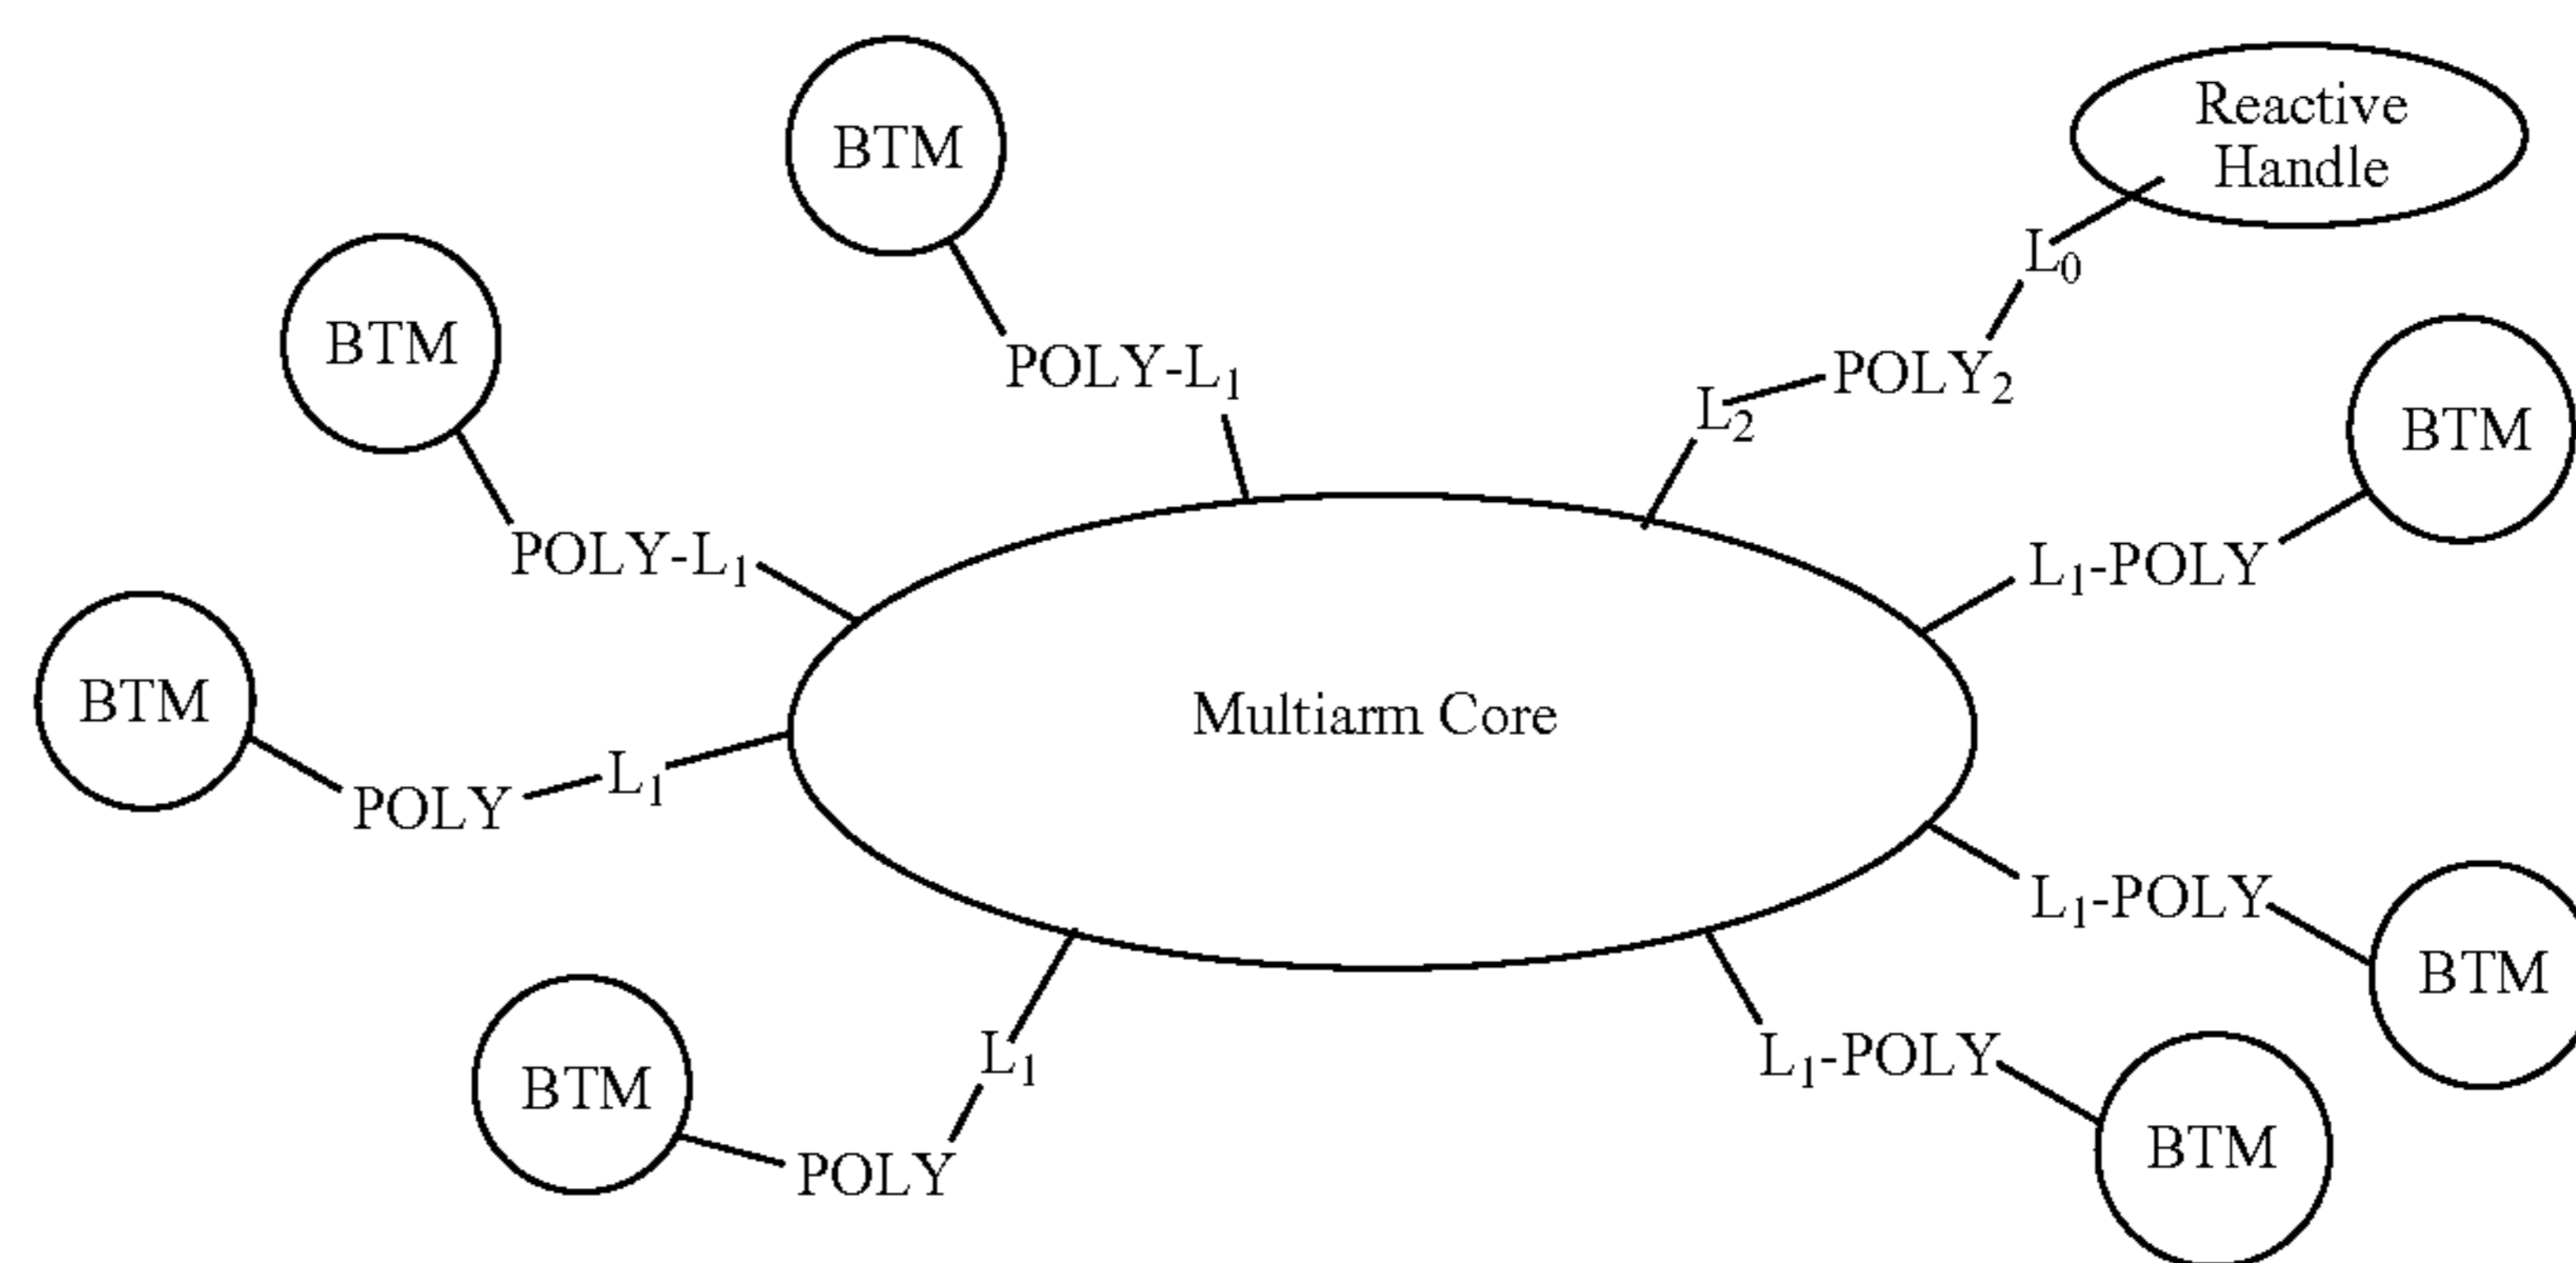 Reactive
Handle
BTM
L₀
BTM
POLY-L₁
L₂
POLY₂
BTM
POLY-L₁
L₁-POLY
BTM
Multiarm Core
POLY
L₁
L₁-POLY
BTM
BTM
L₁
L₁-POLY
BTM
POLY
BTM